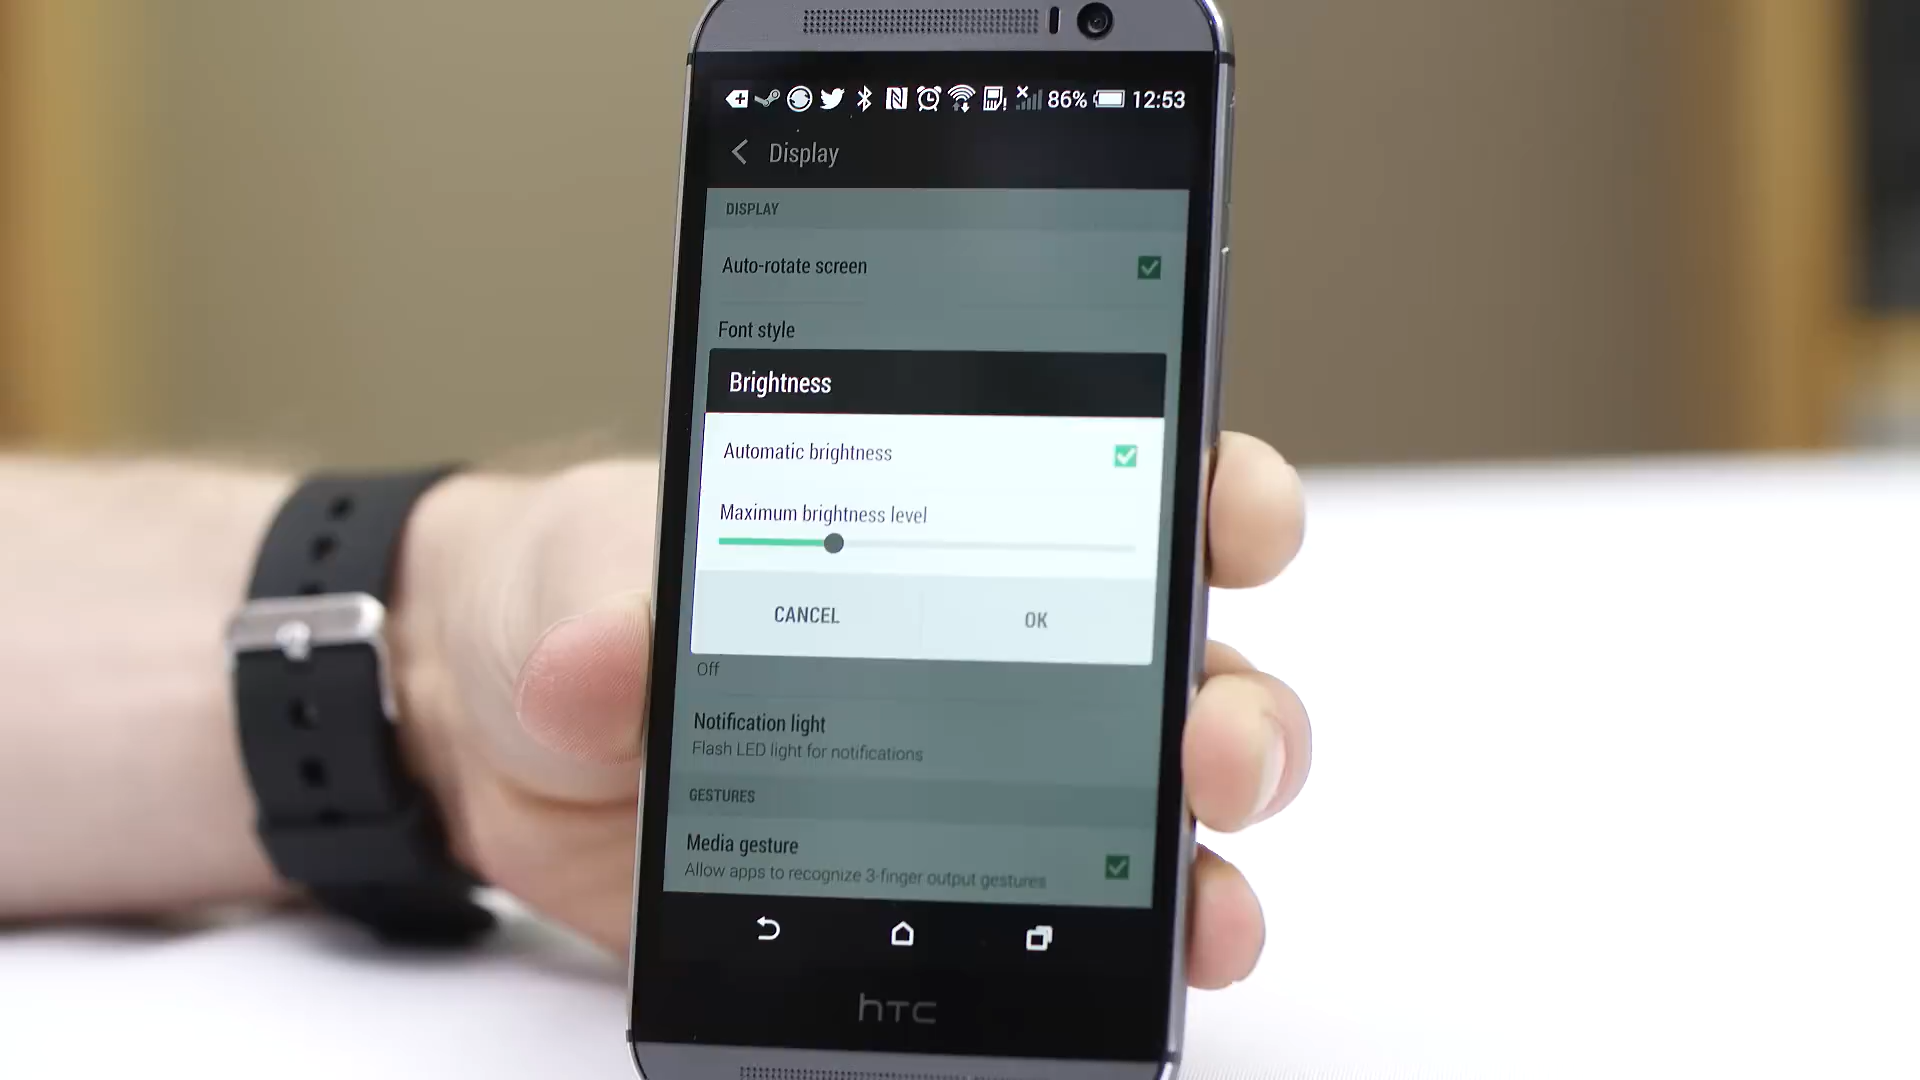 86% 12:53
Display
DISPLAY
Auto-rotate screen
Font style
Brightness
Automatic brightness
Maximum brightness level
CANCEL OK
Off
Notification light
Flash LED light for notifications
GESTURES
Media gesture
Allow apps to recognize 3-finger output gestures
hTC